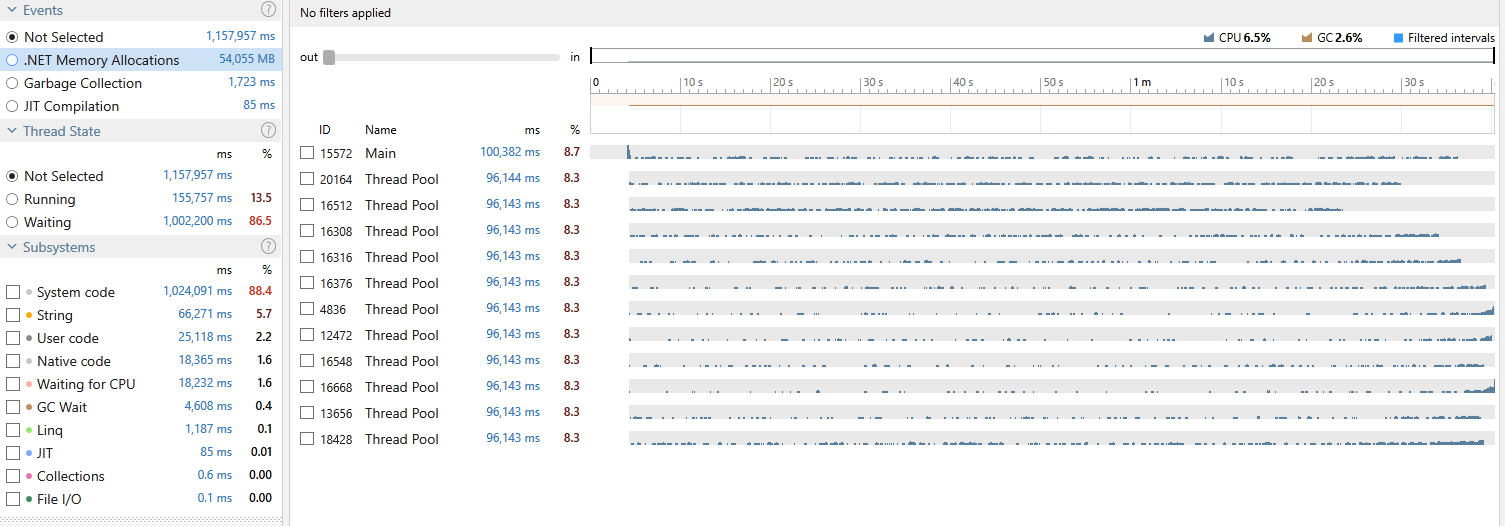 Events ?
Not Selected 1,157,957 ms
.NET Memory Allocations 54,055 MB
Garbage Collection 1,723 ms
JIT Compilation 85 ms
Thread State ?
ms %
Not Selected 1,157,957 ms
Running 155,757 ms 13.5
Waiting 1,002,200 ms 86.5
Subsystems ?
ms %
System code 1,024,091 ms 88.4
String 66,271 ms 5.7
User code 25,118 ms 2.2
Native code 18,365 ms 1.6
Waiting for CPU 18,232 ms 1.6
GC Wait 4,608 ms 0.4
Linq 1,187 ms 0.1
JIT 85 ms 0.01
Collections 0.6 ms 0.00
File I/O 0.1 ms 0.00
No filters applied
CPU 6.5% GC 2.6% Filtered intervals
out in
0 10 s 20 s 30 s 40 s 50 s 1 m 10 s 20 s 30 s
ID Name ms %
15572 Main 100,382 ms 8.7
20164 Thread Pool 96,144 ms 8.3
16512 Thread Pool 96,143 ms 8.3
16308 Thread Pool 96,143 ms 8.3
16316 Thread Pool 96,143 ms 8.3
16376 Thread Pool 96,143 ms 8.3
4836 Thread Pool 96,143 ms 8.3
12472 Thread Pool 96,143 ms 8.3
16548 Thread Pool 96,143 ms 8.3
16668 Thread Pool 96,143 ms 8.3
13656 Thread Pool 96,143 ms 8.3
18428 Thread Pool 96,143 ms 8.3